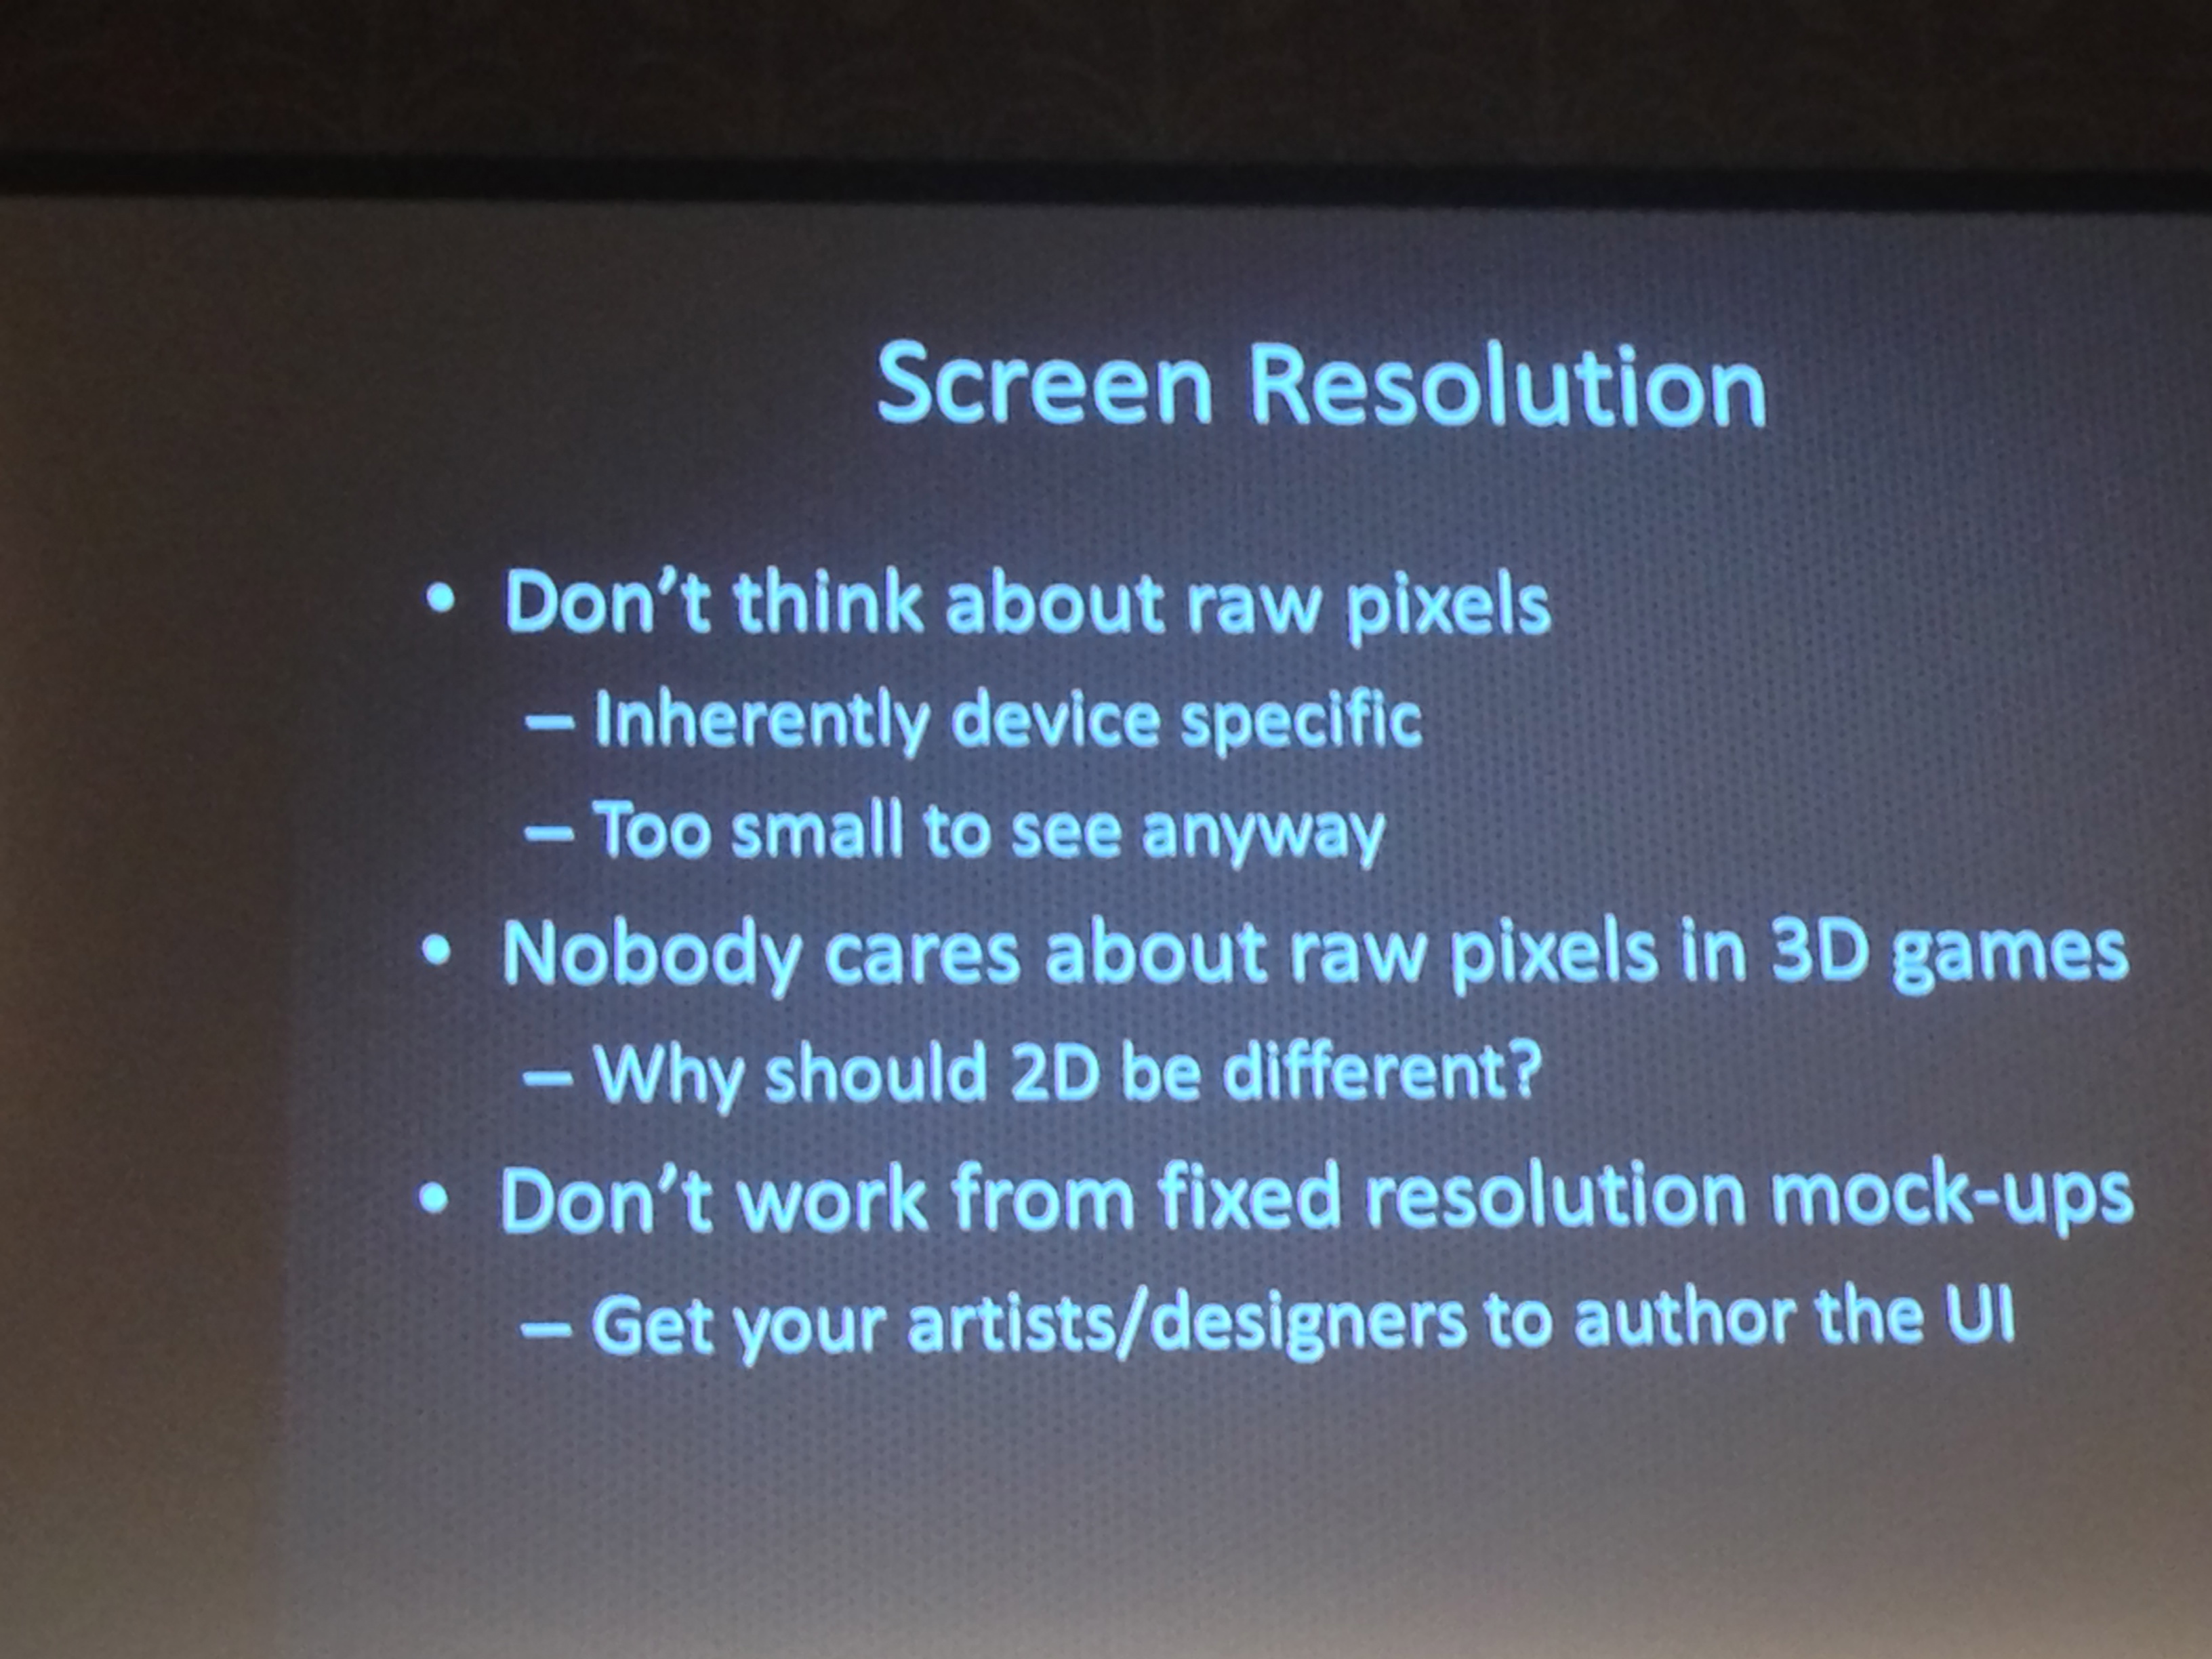 Screen Resolution
• Don’t think about raw pixels
– Inherently device specific
– Too small to see anyway
• Nobody cares about raw pixels in 3D games
– Why should 2D be different?
• Don’t work from fixed resolution mock-ups
– Get your artists/designers to author the UI